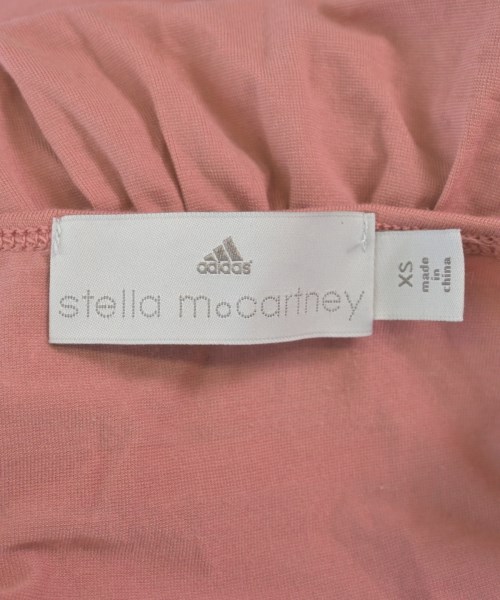 adidas
stella mccartney
XS
made
in
china